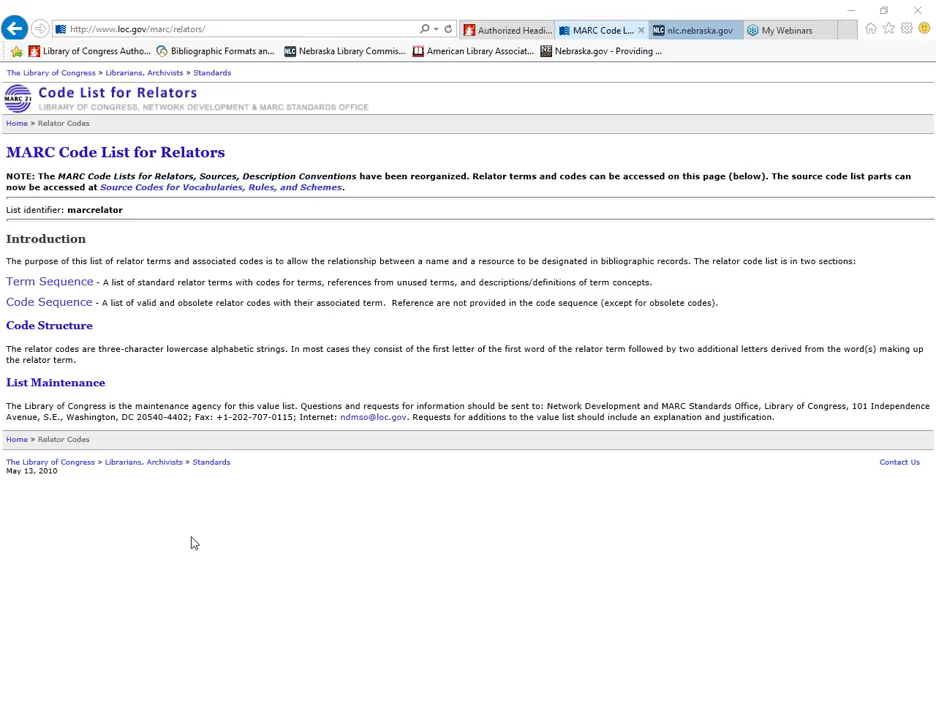 http://www.loc.gov/marc/relators/
Authorized Headi...
MARC Code L...
NLC nlc.nebraska.gov
My Webinars
Library of Congress Autho...
Bibliographic Formats an...
NLC Nebraska Library Commis...
American Library Associat...
NE Nebraska.gov - Providing ...
The Library of Congress » Librarians, Archivists » Standards
MARC 21
Code List for Relators
LIBRARY OF CONGRESS, NETWORK DEVELOPMENT & MARC STANDARDS OFFICE
Home > Relator Codes
MARC Code List for Relators
NOTE: The MARC Code Lists for Relators, Sources, Description Conventions have been reorganized. Relator terms and codes can be accessed on this page (below). The source code list parts can
now be accessed at Source Codes for Vocabularies, Rules, and Schemes.
List identifier: marcrelator
Introduction
The purpose of this list of relator terms and associated codes is to allow the relationship between a name and a resource to be designated in bibliographic records. The relator code list is in two sections:
Term Sequence - A list of standard relator terms with codes for terms, references from unused terms, and descriptions/definitions of term concepts.
Code Sequence - A list of valid and obsolete relator codes with their associated term. Reference are not provided in the code sequence (except for obsolete codes).
Code Structure
The relator codes are three-character lowercase alphabetic strings. In most cases they consist of the first letter of the first word of the relator term followed by two additional letters derived from the word(s) making up
the relator term.
List Maintenance
The Library of Congress is the maintenance agency for this value list. Questions and requests for information should be sent to: Network Development and MARC Standards Office, Library of Congress, 101 Independence
Avenue, S.E., Washington, DC 20540-4402; Fax: +1-202-707-0115; Internet: ndmso@loc.gov. Requests for additions to the value list should include an explanation and justification.
Home » Relator Codes
The Library of Congress » Librarians, Archivists » Standards
May 13, 2010
Contact Us